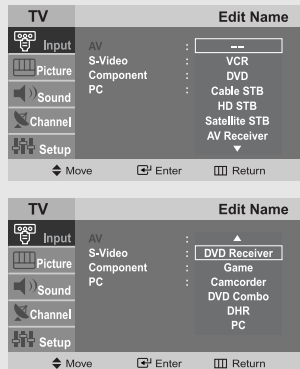 TV Edit Name
Input AV : --
Picture S-Video : VCR
Component : DVD
Sound PC : Cable STB
HD STB
Channel Satellite STB
AV Receiver
Setup ▼
Move Enter Return
TV Edit Name
Input AV : ▲
Picture S-Video : DVD Receiver
Component : Game
Sound PC : Camcorder
DVD Combo
Channel DHR
Setup PC
Move Enter Return